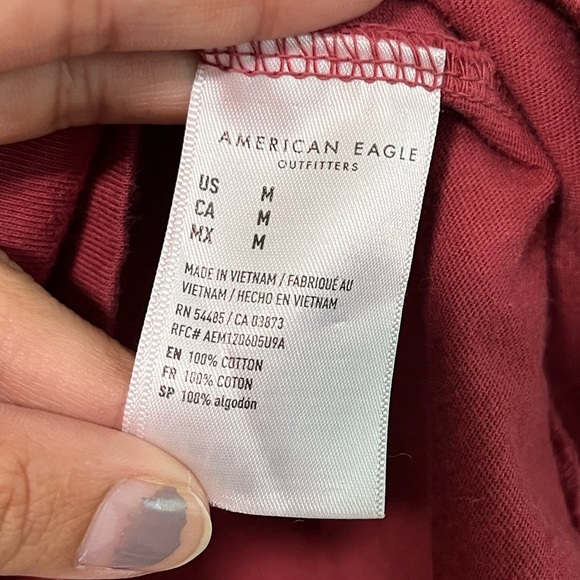 AMERICAN EAGLE
OUTFITTERS
US M
CA M
MX M
MADE IN VIETNAM / FABRIQUÉ AU
VIETNAM / HECHO EN VIETNAM
RN 54485 / CA 03873
RFC# AEM120605U9A
EN 100% COTTON
FR 100% COTON
SP 100% algodón